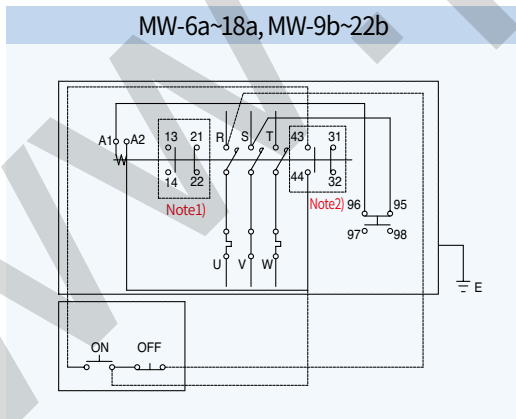 MW-6a~18a, MW-9b~22b
13 21 R S T 43 31
A1 A2
14 22 44 32
Note1) Note2) 96 95
97 98
U V W
E
ON OFF